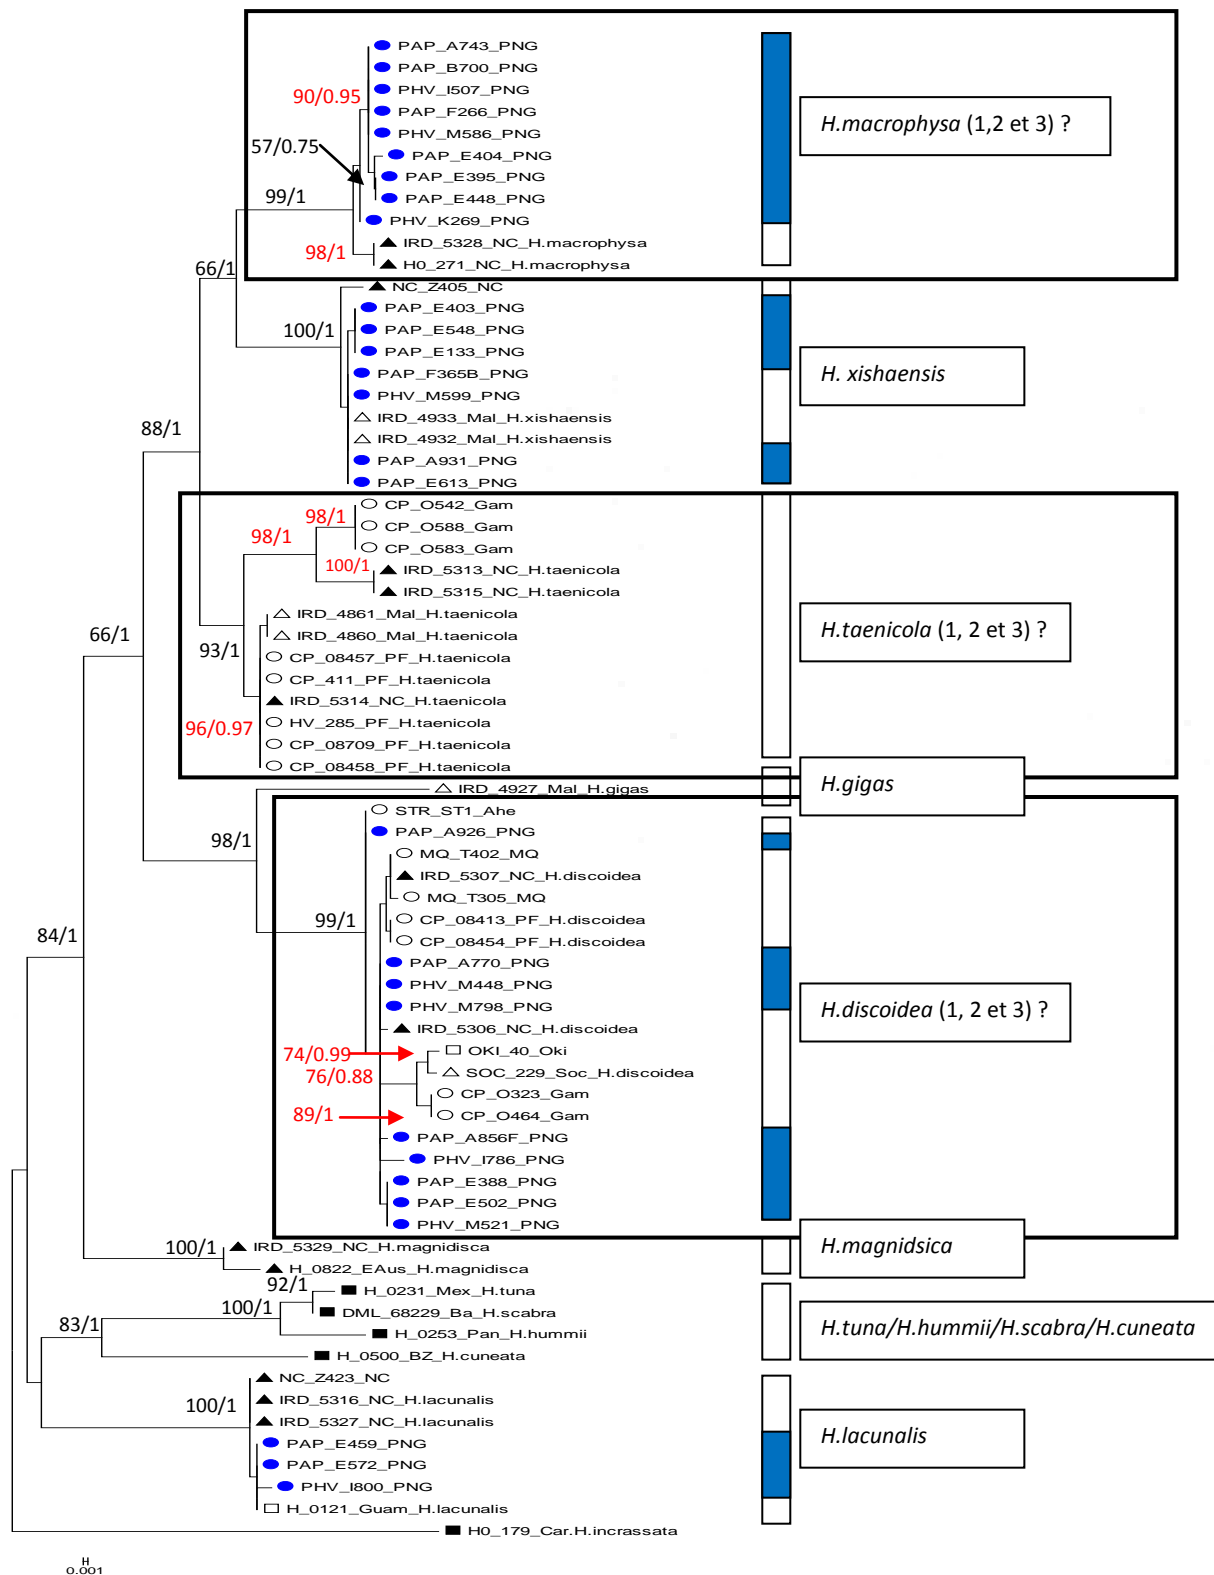 PAP_A743_PNG
PAP_B700_PNG
90/0.95
PHV_I507_PNG
PAP_F266_PNG
H.macrophysa (1,2 et 3) ?
PHV_M586_PNG
57/0.75
PAP_E404_PNG
PAP_E395_PNG
PAP_E448_PNG
99/1
PHV_K269_PNG
98/1
IRD_5328_NC_H.macrophysa
H0_271_NC_H.macrophysa
66/1
NC_Z405_NC
PAP_E403_PNG
100/1
PAP_E548_PNG
PAP_E133_PNG
H. xishaensis
PAP_F365B_PNG
PHV_M599_PNG
IRD_4933_Mal_H.xishaensis
88/1
IRD_4932_Mal_H.xishaensis
PAP_A931_PNG
PAP_E613_PNG
CP_O542_Gam
98/1
CP_O588_Gam
98/1
CP_O583_Gam
100/1
IRD_5313_NC_H.taenicola
IRD_5315_NC_H.taenicola
IRD_4861_Mal_H.taenicola
H.taenicola (1, 2 et 3) ?
66/1
IRD_4860_Mal_H.taenicola
93/1
CP_08457_PF_H.taenicola
CP_411_PF_H.taenicola
IRD_5314_NC_H.taenicola
96/0.97
HV_285_PF_H.taenicola
CP_08709_PF_H.taenicola
CP_08458_PF_H.taenicola
H.gigas
IRD_4927_Mal_H.gigas
STR_ST1_Ahe
98/1
PAP_A926_PNG
MQ_T402_MQ
IRD_5307_NC_H.discoidea
MQ_T305_MQ
99/1
CP_08413_PF_H.discoidea
84/1
CP_08454_PF_H.discoidea
PAP_A770_PNG
PHV_M448_PNG
PHV_M798_PNG
H.discoidea (1, 2 et 3) ?
IRD_5306_NC_H.discoidea
74/0.99
OKI_40_Oki
76/0.88
SOC_229_Soc_H.discoidea
CP_O323_Gam
89/1
CP_O464_Gam
PAP_A856F_PNG
PHV_I786_PNG
PAP_E388_PNG
PAP_E502_PNG
PHV_M521_PNG
100/1
IRD_5329_NC_H.magnidisca
H.magnidsica
H_0822_EAus_H.magnidisca
92/1
H_0231_Mex_H.tuna
100/1
DML_68229_Ba_H.scabra
83/1
H_0253_Pan_H.hummii
H.tuna/H.hummii/H.scabra/H.cuneata
H_0500_BZ_H.cuneata
NC_Z423_NC
100/1
IRD_5316_NC_H.lacunalis
IRD_5327_NC_H.lacunalis
H.lacunalis
PAP_E459_PNG
PAP_E572_PNG
PHV_I800_PNG
H_0121_Guam_H.lacunalis
H0_179_Car.H.incrassata
0.001